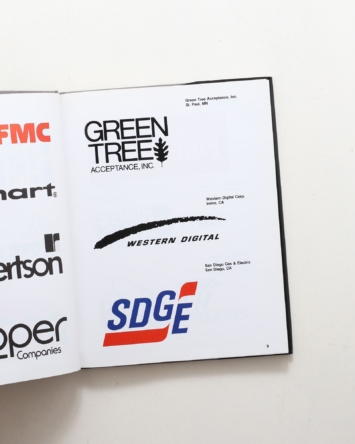 FMC
mart
ertson
pper
Companies
Green Tree Acceptance, Inc.
St. Paul, MN
GREEN
TREE
ACCEPTANCE, INC.
Western Digital Corp.
Irvine, CA
WESTERN DIGITAL
San Diego Gas & Electric
San Diego, CA
SDGE
9